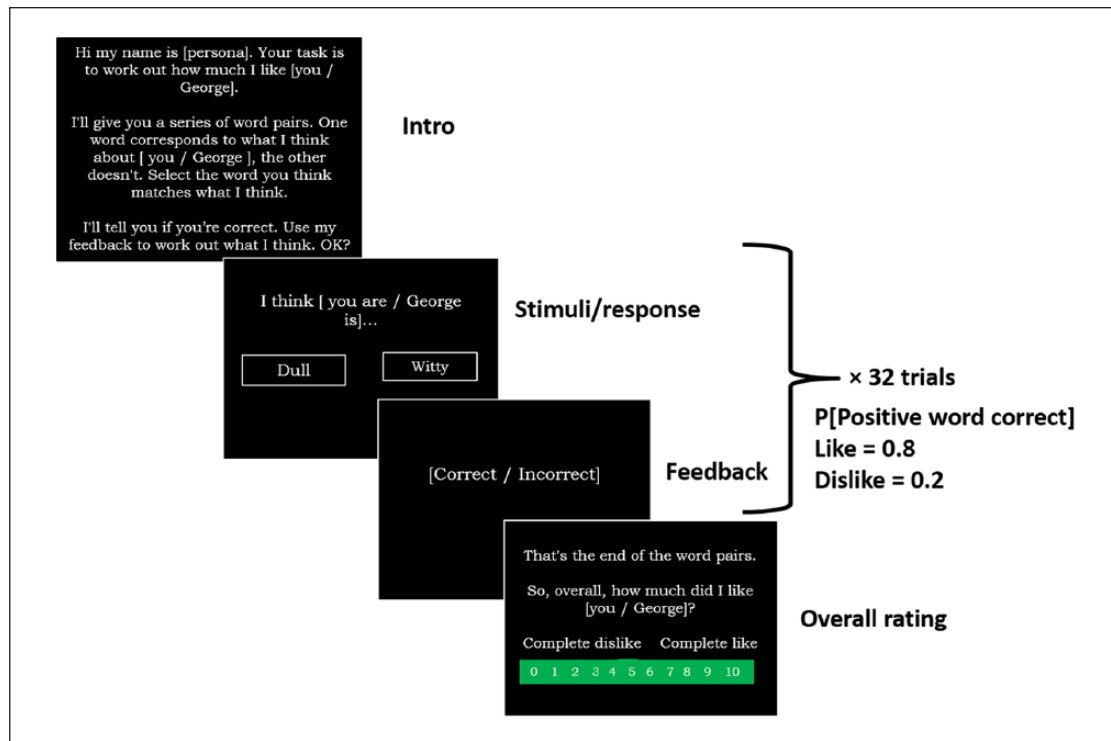 Hi my name is [persona]. Your task is
to work out how much I like [you /
George].
I'll give you a series of word pairs. One
word corresponds to what I think
about [ you / George ], the other
doesn't. Select the word you think
matches what I think.
I'll tell you if you're correct. Use my
feedback to work out what I think. OK?
Intro
I think [ you are / George
is]...
Dull
Witty
Stimuli/response
[Correct / Incorrect]
Feedback
× 32 trials
P[Positive word correct]
Like = 0.8
Dislike = 0.2
That's the end of the word pairs.
So, overall, how much did I like
[you / George]?
Complete dislike Complete like
0 1 2 3 4 5 6 7 8 9 10
Overall rating